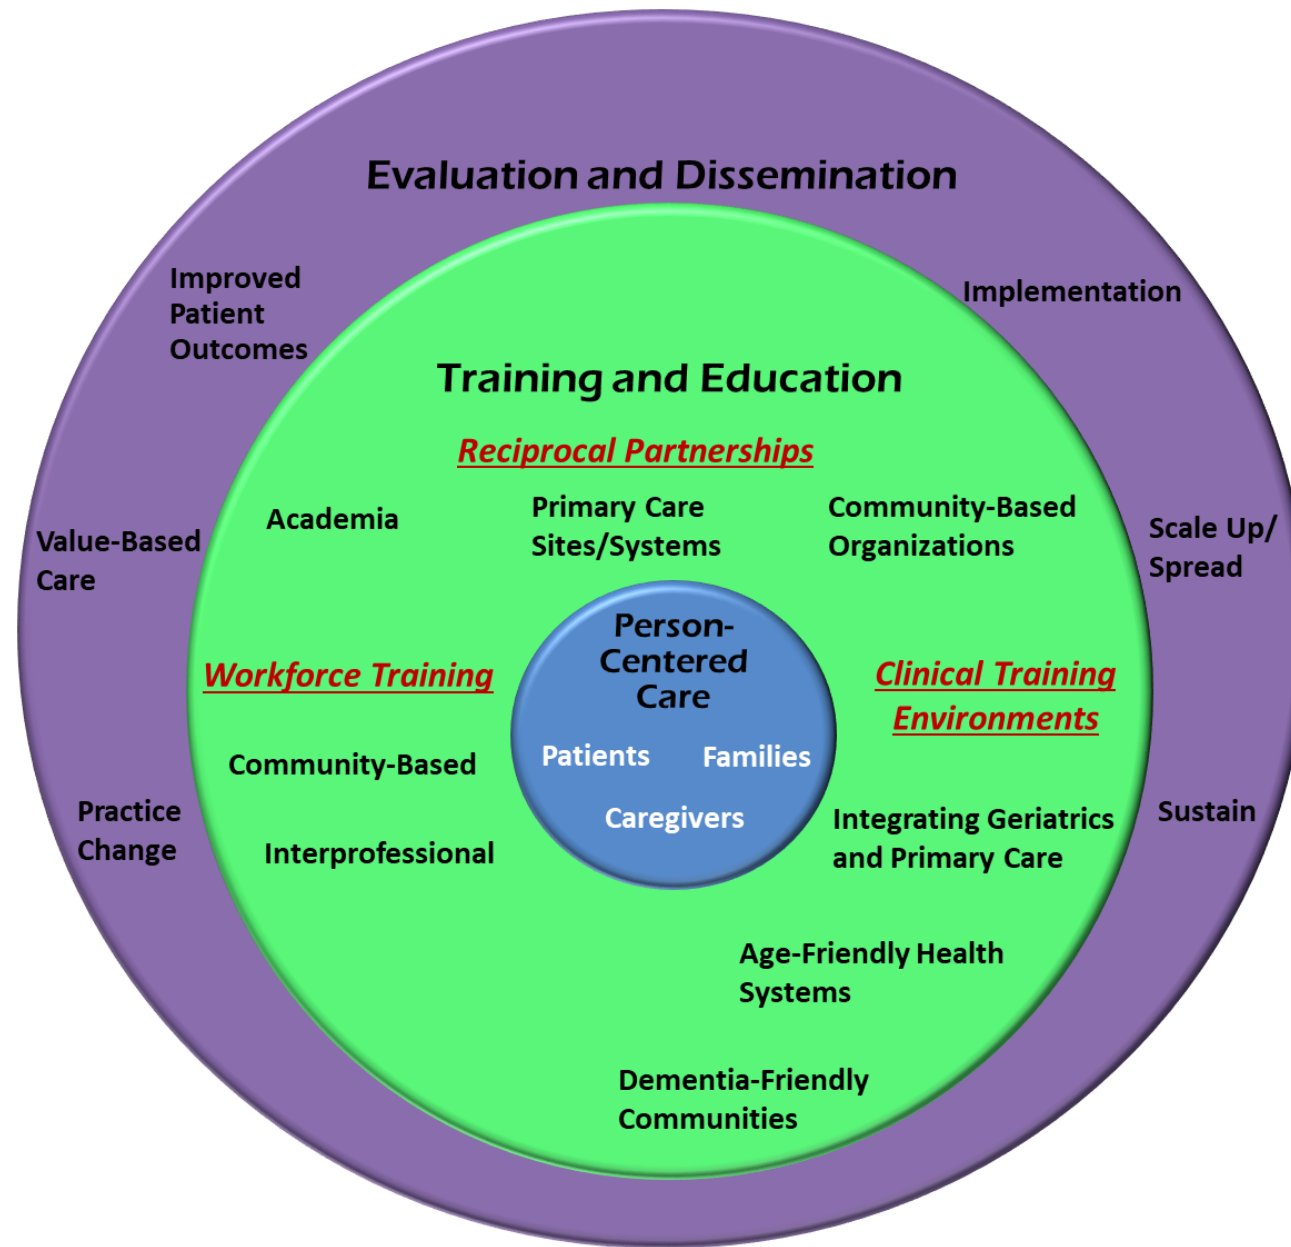 Evaluation and Dissemination
Improved
Patient
Outcomes
Implementation
Training and Education
Reciprocal Partnerships
Academia
Primary Care
Sites/Systems
Community-Based
Organizations
Value-Based
Care
Scale Up/
Spread
Person-
Centered
Care
Patients
Families
Caregivers
Workforce Training
Community-Based
Interprofessional
Clinical Training
Environments
Integrating Geriatrics
and Primary Care
Practice
Change
Sustain
Age-Friendly Health
Systems
Dementia-Friendly
Communities